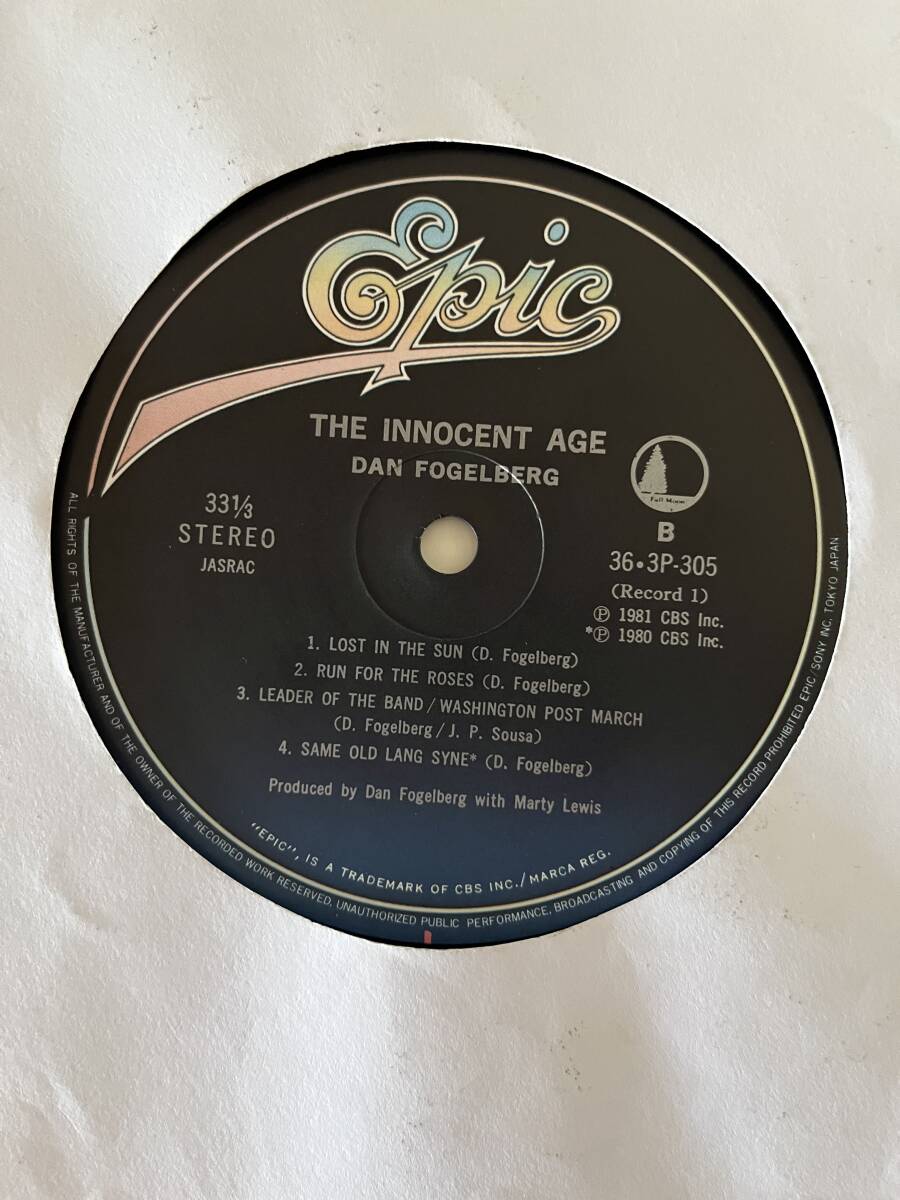 Epic
THE INNOCENT AGE
DAN FOGELBERG
33⅓
STEREO
JASRAC
Full Moon
B
36•3P-305
(Record 1)
Ⓟ 1981 CBS Inc.
*Ⓟ 1980 CBS Inc.
1. LOST IN THE SUN (D. Fogelberg)
2. RUN FOR THE ROSES (D. Fogelberg)
3. LEADER OF THE BAND/WASHINGTON POST MARCH
(D. Fogelberg/J. P. Sousa)
4. SAME OLD LANG SYNE* (D. Fogelberg)
Produced by Dan Fogelberg with Marty Lewis
"EPIC", IS A TRADEMARK OF CBS INC./MARCA REG.
ALL RIGHTS OF THE MANUFACTURER AND OF THE OWNER OF THE RECORDED WORK RESERVED, UNAUTHORIZED PUBLIC PERFORMANCE, BROADCASTING AND COPYING OF THIS RECORD PROHIBITED EPIC/SONY INC. TOKYO JAPAN